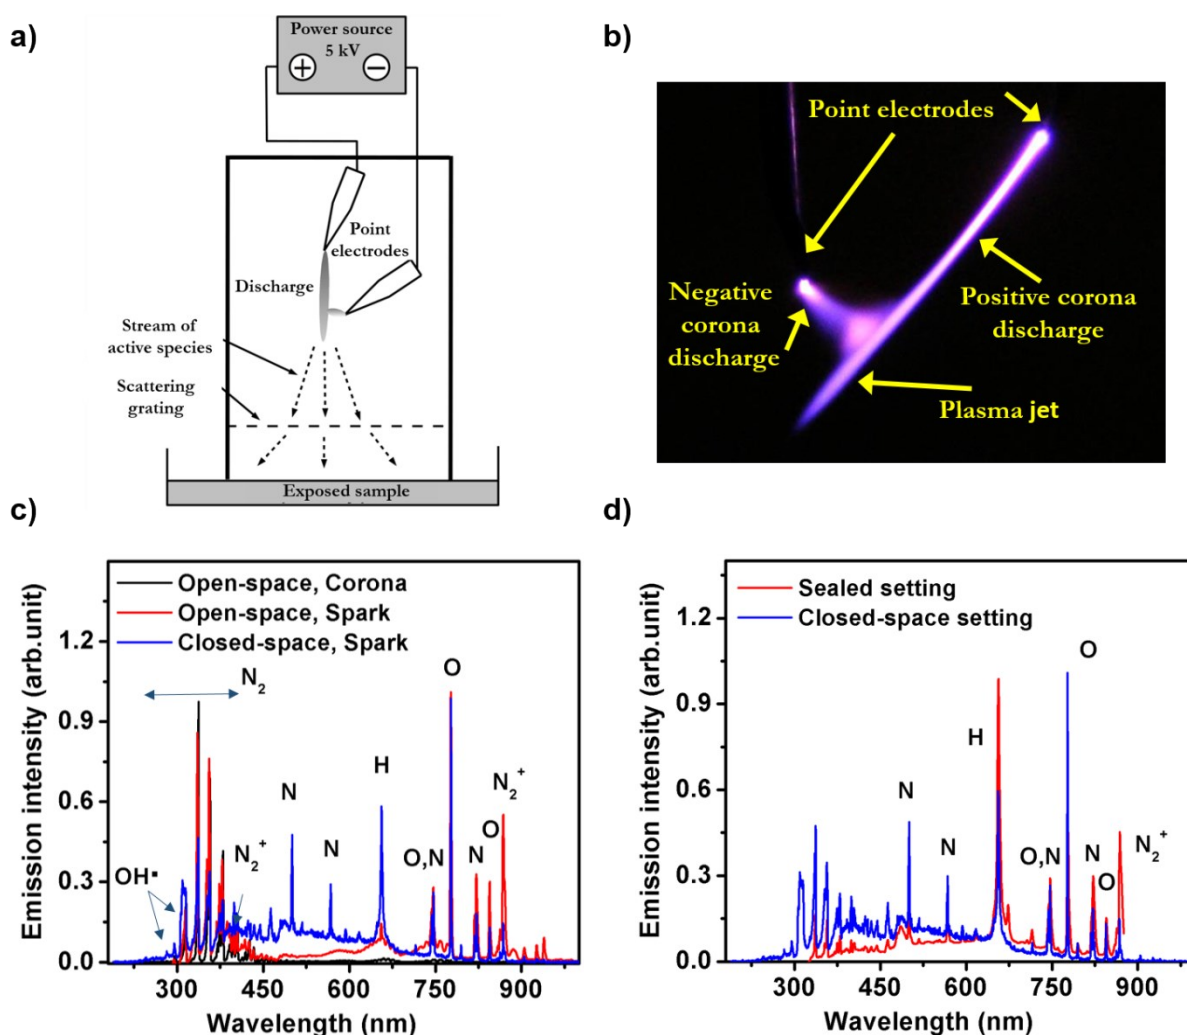 a)
Power source
5 kV
+ −
Point
electrodes
Discharge
Stream of
active species
Scattering
grating
Exposed sample
b)
Point electrodes
Negative
corona
discharge
Positive corona
discharge
Plasma jet
c)
Open-space, Corona
Open-space, Spark
Closed-space, Spark
Emission intensity (arb.unit)
1.2
0.9
0.6
0.3
0.0
N₂
OH▪
N₂⁺
N
N
H
O,N
O
N
O
N₂⁺
300 450 600 750 900
Wavelength (nm)
d)
Sealed setting
Closed-space setting
Emission intensity (arb.unit)
1.2
0.9
0.6
0.3
0.0
N
N
H
O,N
O
N
O
N₂⁺
300 450 600 750 900
Wavelength (nm)